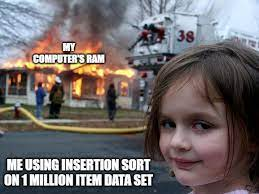 MY
COMPUTER'S RAM
38
ME USING INSERTION SORT
ON 1 MILLION ITEM DATA SET